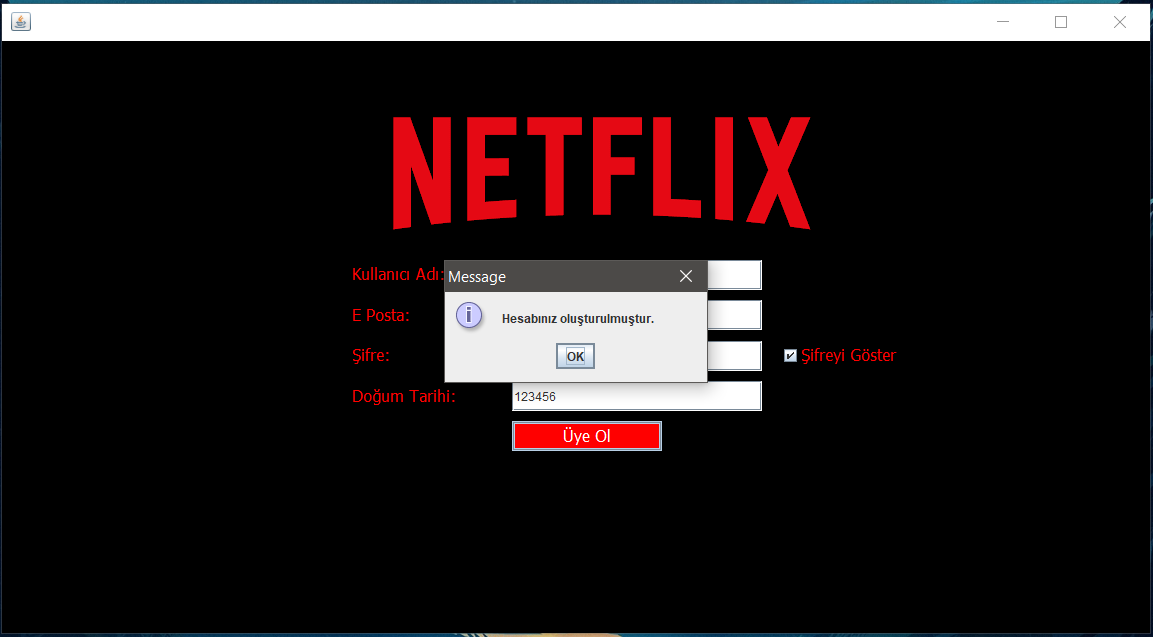 NETFLIX
Kullanıcı Adı:
Message
E Posta:
i
Hesabınız oluşturulmuştur.
Şifre:
OK
Şifreyi Göster
Doğum Tarihi:
123456
Üye Ol